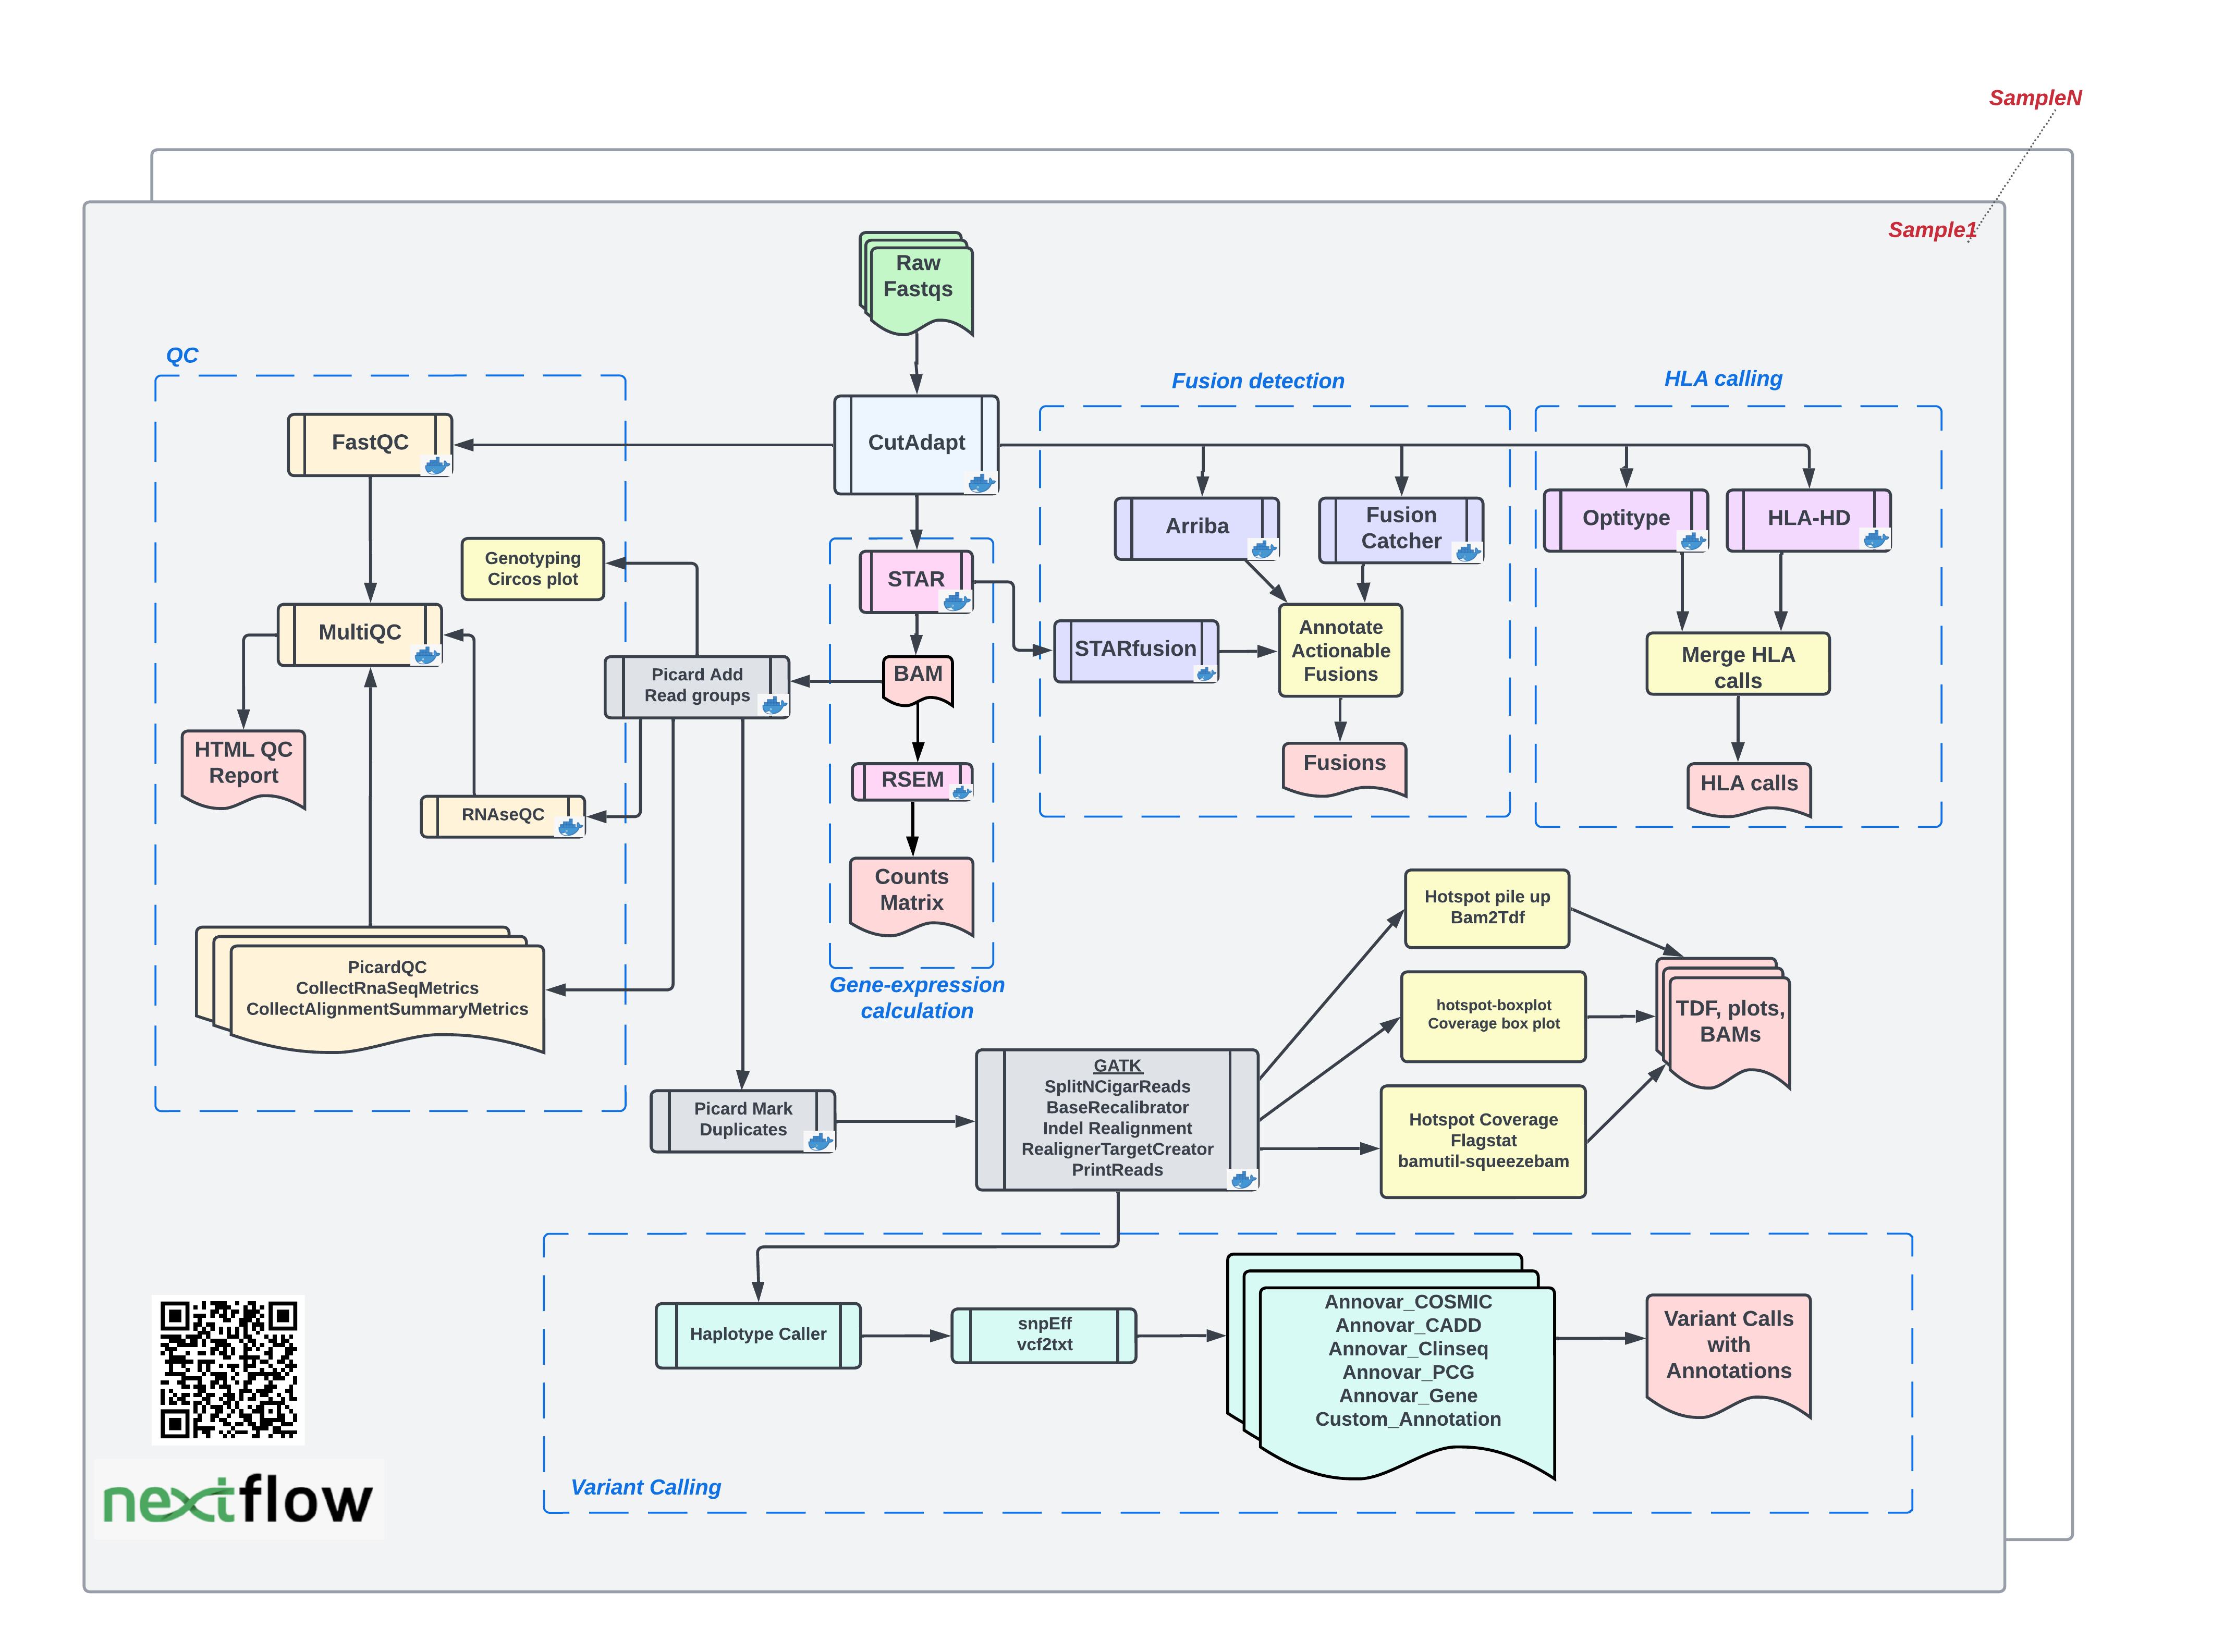 SampleN
Sample1
Raw
Fastqs
QC
Fusion detection
HLA calling
FastQC
CutAdapt
Arriba
Fusion
Catcher
Optitype
HLA-HD
Genotyping
Circos plot
STAR
MultiQC
STARfusion
Annotate
Actionable
Fusions
Merge HLA
calls
Picard Add
Read groups
BAM
HTML QC
Report
RSEM
Fusions
HLA calls
RNAseQC
Counts
Matrix
Hotspot pile up
Bam2Tdf
PicardQC
CollectRnaSeqMetrics
CollectAlignmentSummaryMetrics
Gene-expression
calculation
hotspot-boxplot
Coverage box plot
TDF, plots,
BAMs
Picard Mark
Duplicates
GATK
SplitNCigarReads
BaseRecalibrator
Indel Realignment
RealignerTargetCreator
PrintReads
Hotspot Coverage
Flagstat
bamutil-squeezebam
Haplotype Caller
snpEff
vcf2txt
Annovar_COSMIC
Annovar_CADD
Annovar_Clinseq
Annovar_PCG
Annovar_Gene
Custom_Annotation
Variant Calls
with
Annotations
Variant Calling
nextflow